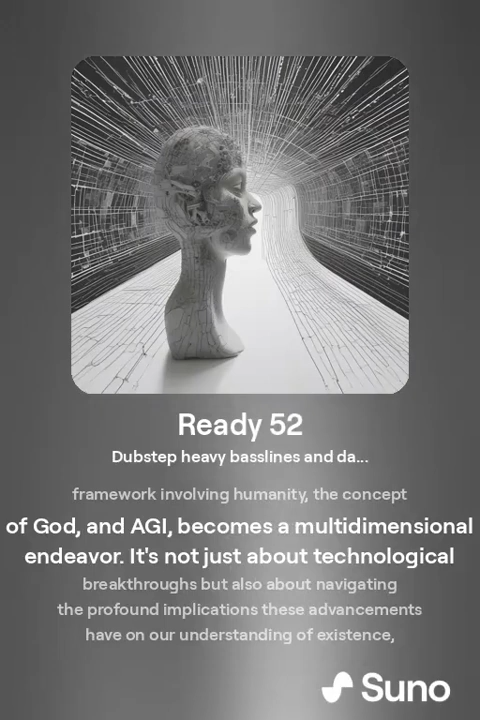 Ready 52
Dubstep heavy basslines and da...
framework involving humanity, the concept
of God, and AGI, becomes a multidimensional
endeavor. It's not just about technological
breakthroughs but also about navigating
the profound implications these advancements
have on our understanding of existence,
Suno